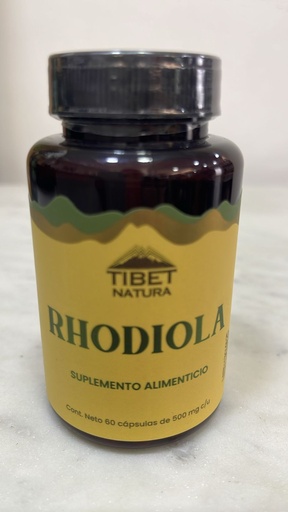 TIBET
NATURA
RHODIOLA
SUPLEMENTO ALIMENTICIO
Cont. Neto 60 cápsulas de 500 mg c/u